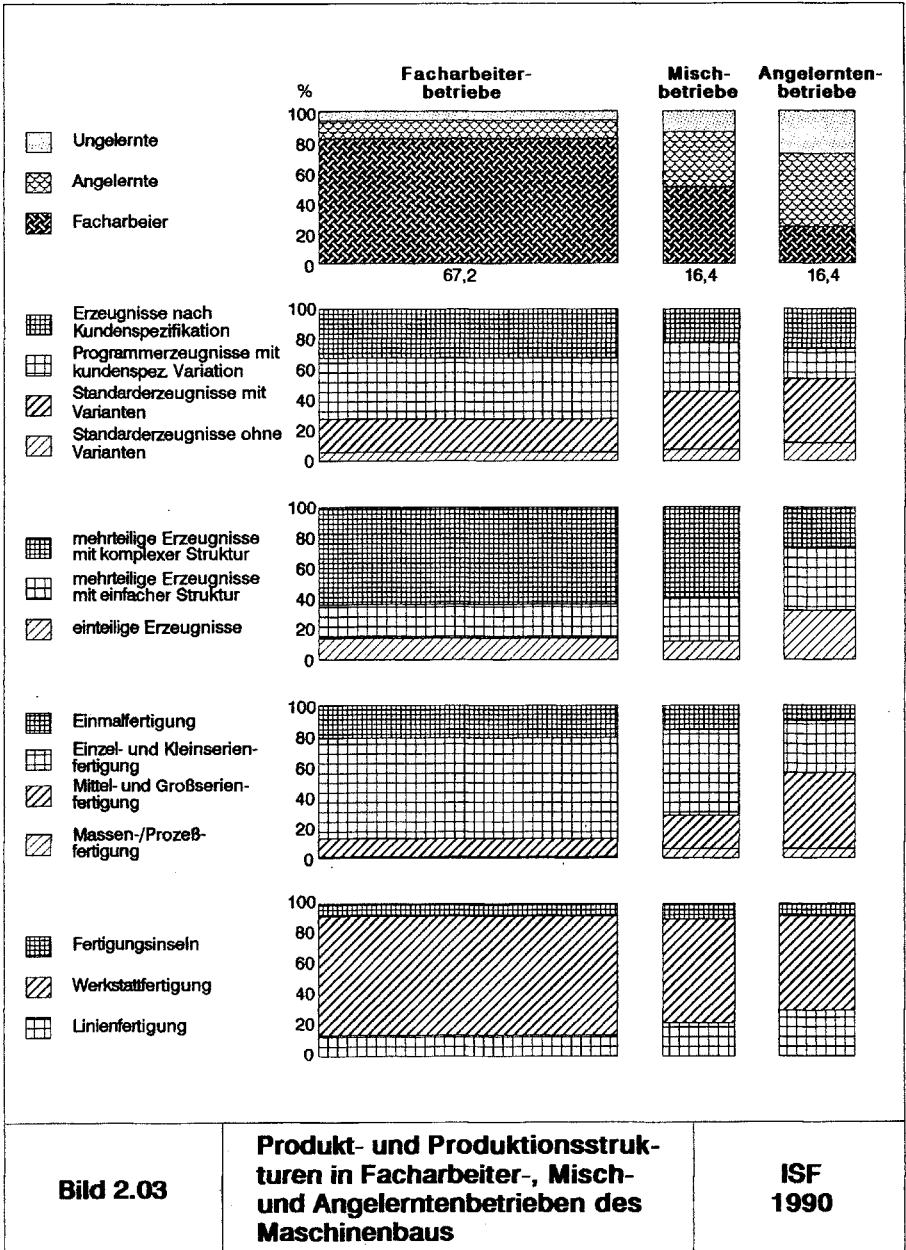 Facharbeiter-
betriebe
Misch-
betriebe
Angelernten-
betriebe
%
100
80
60
40
20
0
Ungelernte
Angelernte
Facharbeier
67,2
16,4
16,4
100
80
60
40
20
0
Erzeugnisse nach
Kundenspezifikation
Programmerzeugnisse mit
kundenspez. Variation
Standarderzeugnisse mit
Varianten
Standarderzeugnisse ohne
Varianten
100
80
60
40
20
0
mehrteilige Erzeugnisse
mit komplexer Struktur
mehrteilige Erzeugnisse
mit einfacher Struktur
einteilige Erzeugnisse
100
80
60
40
20
0
Einmalfertigung
Einzel- und Kleinserien-
fertigung
Mittel- und Großserien-
fertigung
Massen-/Prozeß-
fertigung
100
80
60
40
20
0
Fertigungsinseln
Werkstattfertigung
Linienfertigung
Bild 2.03
Produkt- und Produktionsstruk-
turen in Facharbeiter-, Misch-
und Angelerntenbetrieben des
Maschinenbaus
ISF
1990